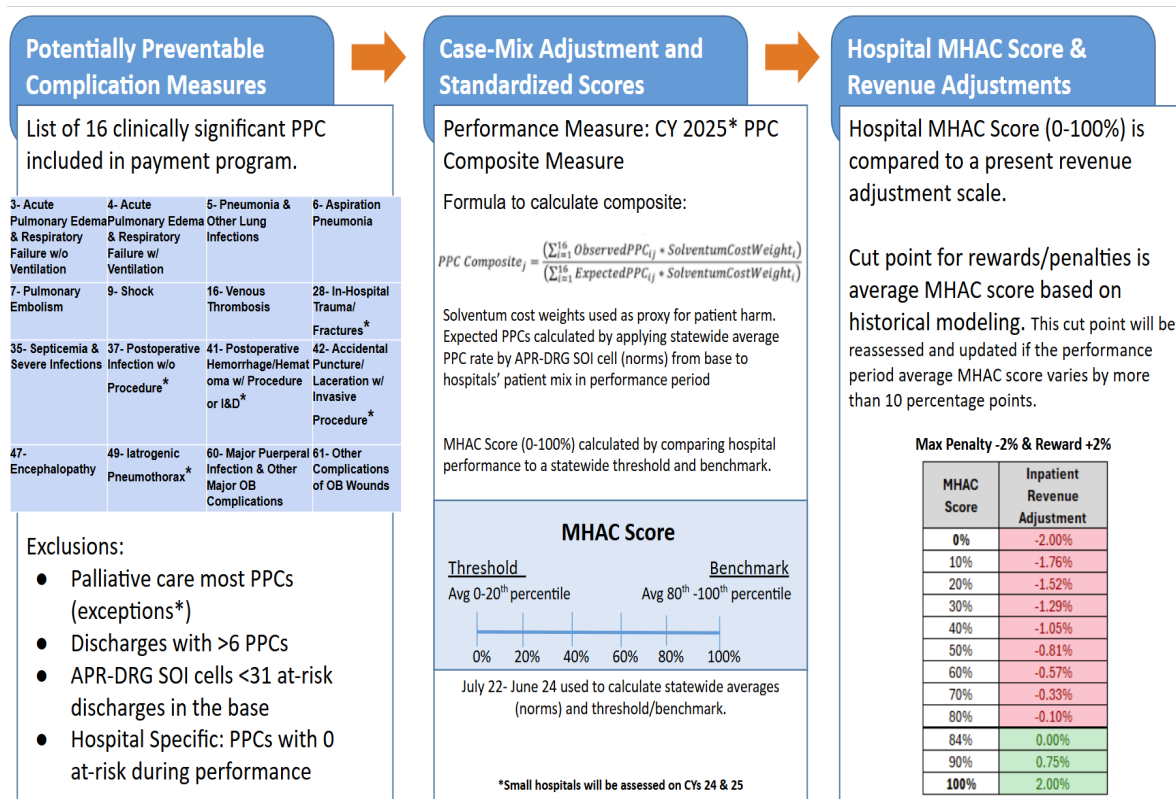 Potentially Preventable
Complication Measures
List of 16 clinically significant PPC
included in payment program.
3- Acute
Pulmonary Edema
& Respiratory
Failure w/o
Ventilation
4- Acute
Pulmonary Edema
& Respiratory
Failure w/
Ventilation
5- Pneumonia &
Other Lung
Infections
6- Aspiration
Pneumonia
7- Pulmonary
Embolism
9- Shock
16- Venous
Thrombosis
28- In-Hospital
Trauma/
Fractures*
35- Septicemia &
Severe Infections
37- Postoperative
Infection w/o
Procedure*
41- Postoperative
Hemorrhage/Hemat
oma w/ Procedure
or I&D*
42- Accidental
Puncture/
Laceration w/
Invasive
Procedure*
47-
Encephalopathy
49- Iatrogenic
Pneumothorax*
60- Major Puerperal
Infection & Other
Major OB
Complications
61- Other
Complications
of OB Wounds
Exclusions:
● Palliative care most PPCs
(exceptions*)
● Discharges with >6 PPCs
● APR-DRG SOI cells <31 at-risk
discharges in the base
● Hospital Specific: PPCs with 0
at-risk during performance
Case-Mix Adjustment and
Standardized Scores
Performance Measure: CY 2025* PPC
Composite Measure
Formula to calculate composite:
PPC Composite_j = (∑_{i=1}^{16} ObservedPPC_{ij} * SolventumCostWeight_i) / (∑_{i=1}^{16} ExpectedPPC_{ij} * SolventumCostWeight_i)
Solventum cost weights used as proxy for patient harm.
Expected PPCs calculated by applying statewide average
PPC rate by APR-DRG SOI cell (norms) from base to
hospitals' patient mix in performance period
MHAC Score (0-100%) calculated by comparing hospital
performance to a statewide threshold and benchmark.
MHAC Score
Threshold Benchmark
Avg 0-20th percentile Avg 80th -100th percentile
0% 20% 40% 60% 80% 100%
July 22- June 24 used to calculate statewide averages
(norms) and threshold/benchmark.
*Small hospitals will be assessed on CYs 24 & 25
Hospital MHAC Score &
Revenue Adjustments
Hospital MHAC Score (0-100%) is
compared to a present revenue
adjustment scale.
Cut point for rewards/penalties is
average MHAC score based on
historical modeling. This cut point will be
reassessed and updated if the performance
period average MHAC score varies by more
than 10 percentage points.
Max Penalty -2% & Reward +2%
MHAC
Score
Inpatient
Revenue
Adjustment
0% -2.00%
10% -1.76%
20% -1.52%
30% -1.29%
40% -1.05%
50% -0.81%
60% -0.57%
70% -0.33%
80% -0.10%
84% 0.00%
90% 0.75%
100% 2.00%